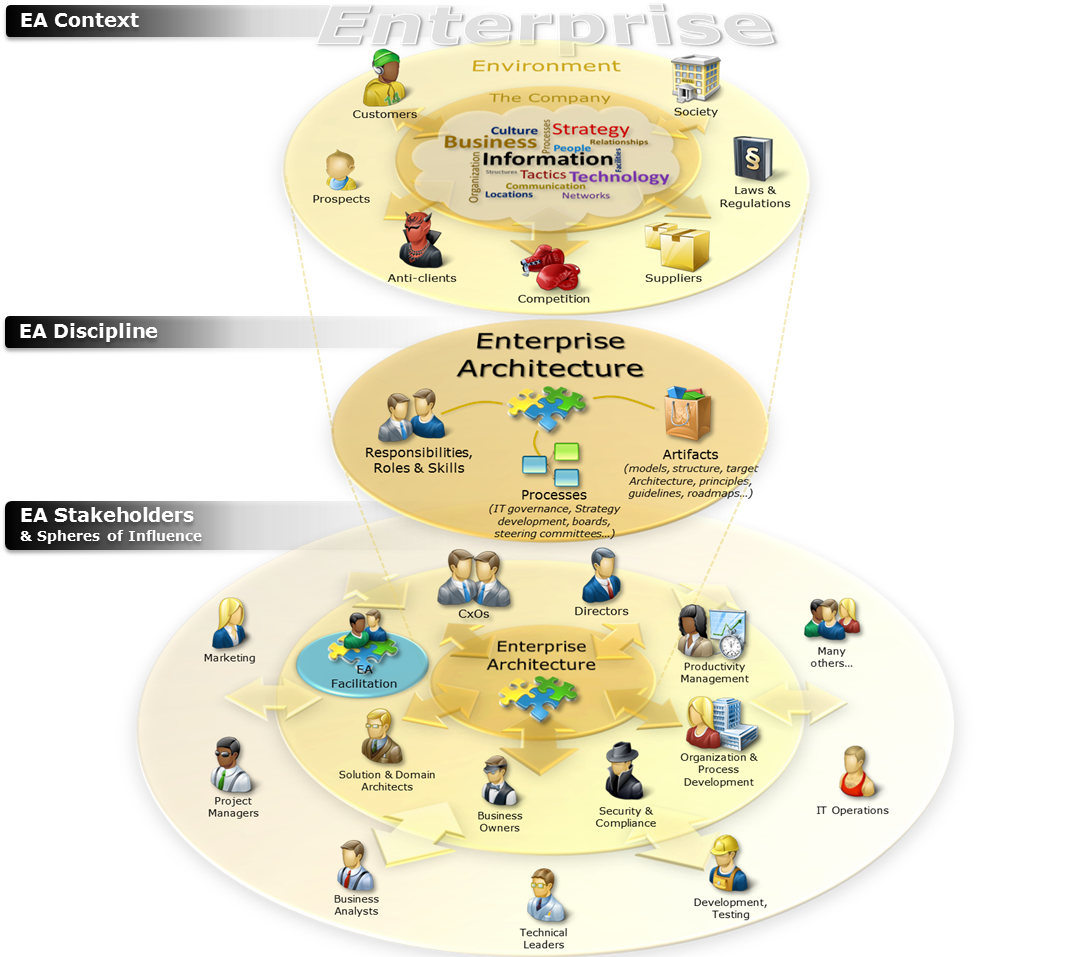 EA Context
Enterprise
Environment
The Company
Customers
Society
Culture
Processes
Strategy
Business
Relationships
People
Facilities
Information
Organization
Structures
Tactics
Technology
Communication
Locations
Networks
Prospects
Laws &
Regulations
Anti-clients
Competition
Suppliers
EA Discipline
Enterprise
Architecture
Responsibilities,
Roles & Skills
Processes
(IT governance, Strategy
development, boards,
steering committees...)
Artifacts
(models, structure, target
Architecture, principles,
guidelines, roadmaps...)
EA Stakeholders
& Spheres of Influence
CxOs
Directors
Marketing
EA
Facilitation
Enterprise
Architecture
Productivity
Management
Many
others...
Solution & Domain
Architects
Organization &
Process
Development
Project
Managers
Business
Owners
Security &
Compliance
IT Operations
Business
Analysts
Technical
Leaders
Development,
Testing